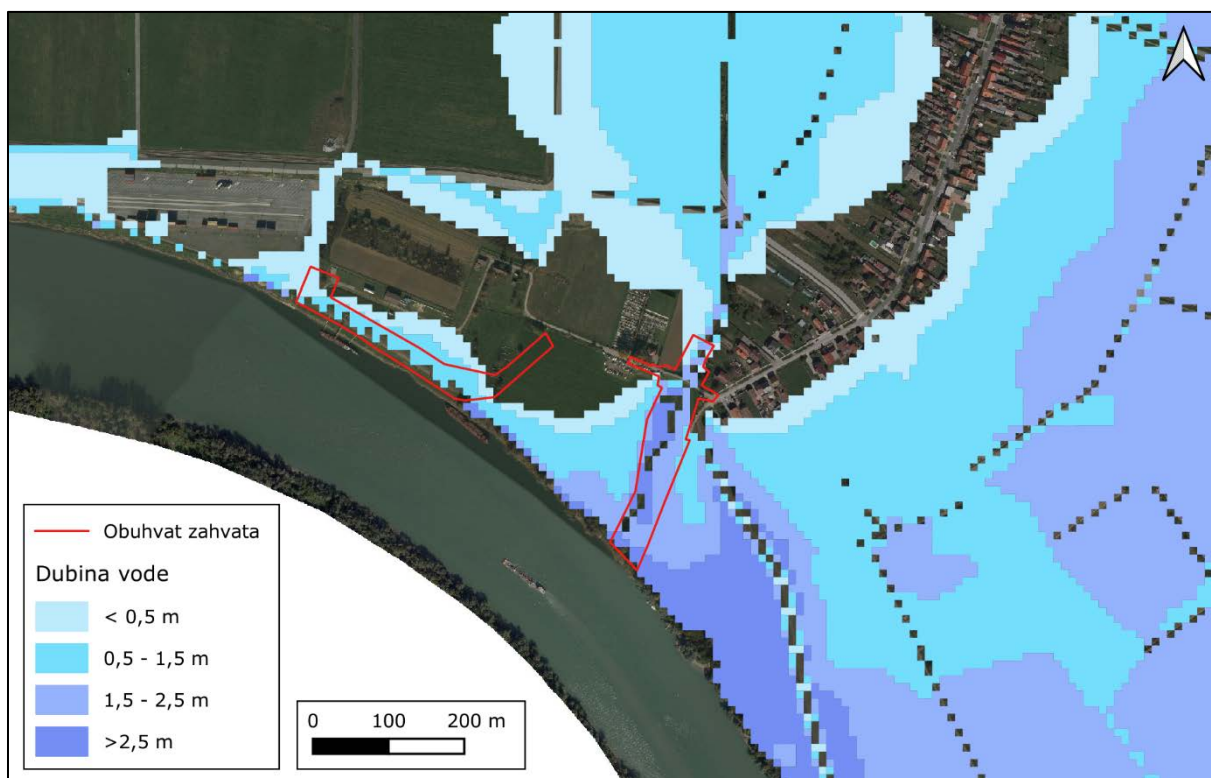 Obuhvat zahvata
Dubina vode
< 0,5 m
0,5 - 1,5 m
1,5 - 2,5 m
>2,5 m
0 100 200 m